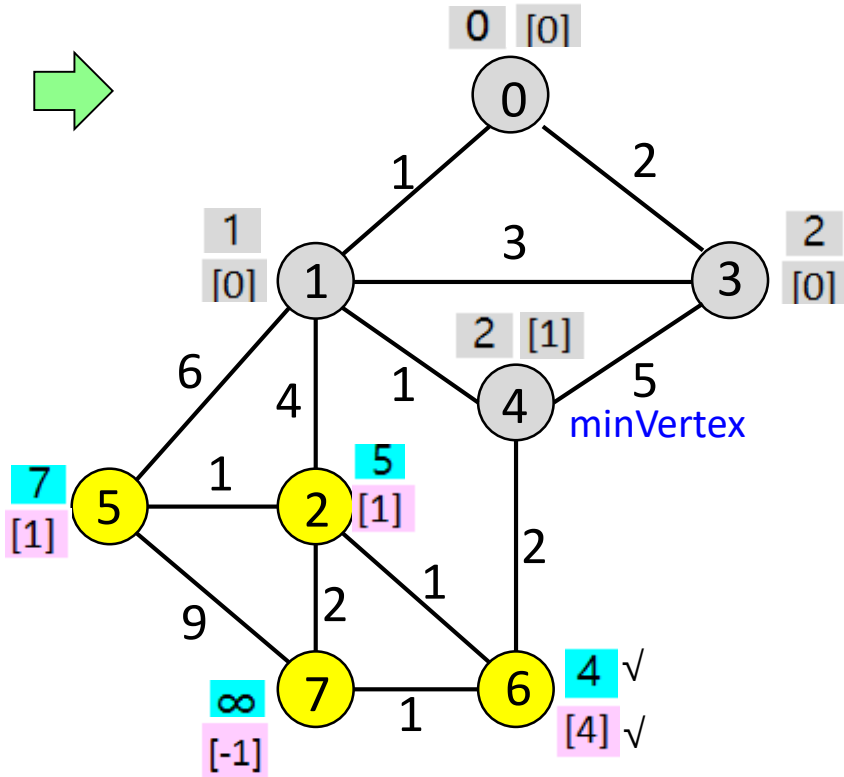 0 [0]
0
1 2
1 3 2
[0] 1 3 [0]
2 [1]
6 4 1 4 5
minVertex
7 1 5
[1] 5 2 [1]
9 2 1 2
∞ 7 6 4 √
[-1] 1 [4] √